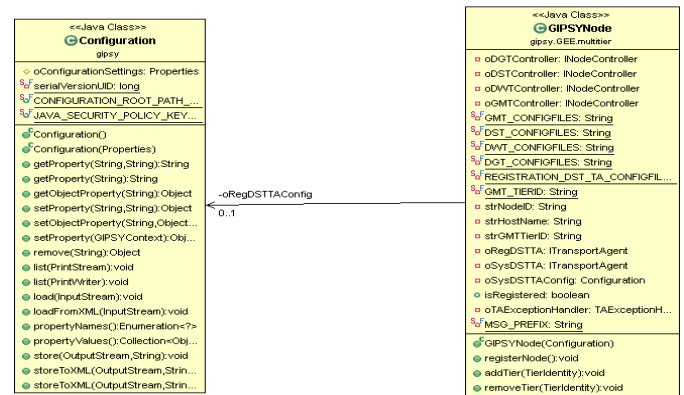 <<Java Class>>
Configuration
gipsy
oConfigurationSettings: Properties
serialVersionUID: long
CONFIGURATION_ROOT_PATH_...
JAVA_SECURITY_POLICY_KEY...
Configuration()
Configuration(Properties)
getProperty(String,String):String
getProperty(String):String
getObjectProperty(String):Object
setProperty(String,String):Object
setObjectProperty(String,Object...
setProperty(GIPSYContext):Obj...
remove(String):Object
list(PrintStream):void
list(PrintWriter):void
load(InputStream):void
loadFromXML(InputStream):void
propertyNames():Enumeration<?>
propertyValues():Collection<Obj...
store(OutputStream,String):void
storeToXML(OutputStream,Strin...
storeToXML(OutputStream,Strin...
-oRegDSTTAConfig
0..1
<<Java Class>>
GIPSYNode
gipsy.GEE.multitier
oDGTController: INodeController
oDSTController: INodeController
oDWTController: INodeController
oGMTController: INodeController
GMT_CONFIGFILES: String
DST_CONFIGFILES: String
DWT_CONFIGFILES: String
DGT_CONFIGFILES: String
REGISTRATION_DST_TA_CONFIGFIL...
GMT_TIERID: String
strNodeID: String
strHostName: String
strGMTTierID: String
oRegDSTTA: ITransportAgent
oSysDSTTA: ITransportAgent
oSysDSTTAConfig: Configuration
isRegistered: boolean
oTAExceptionHandler: TAExceptionH...
MSG_PREFIX: String
GIPSYNode(Configuration)
registerNode():void
addTier(TierIdentity):void
removeTier(TierIdentity):void